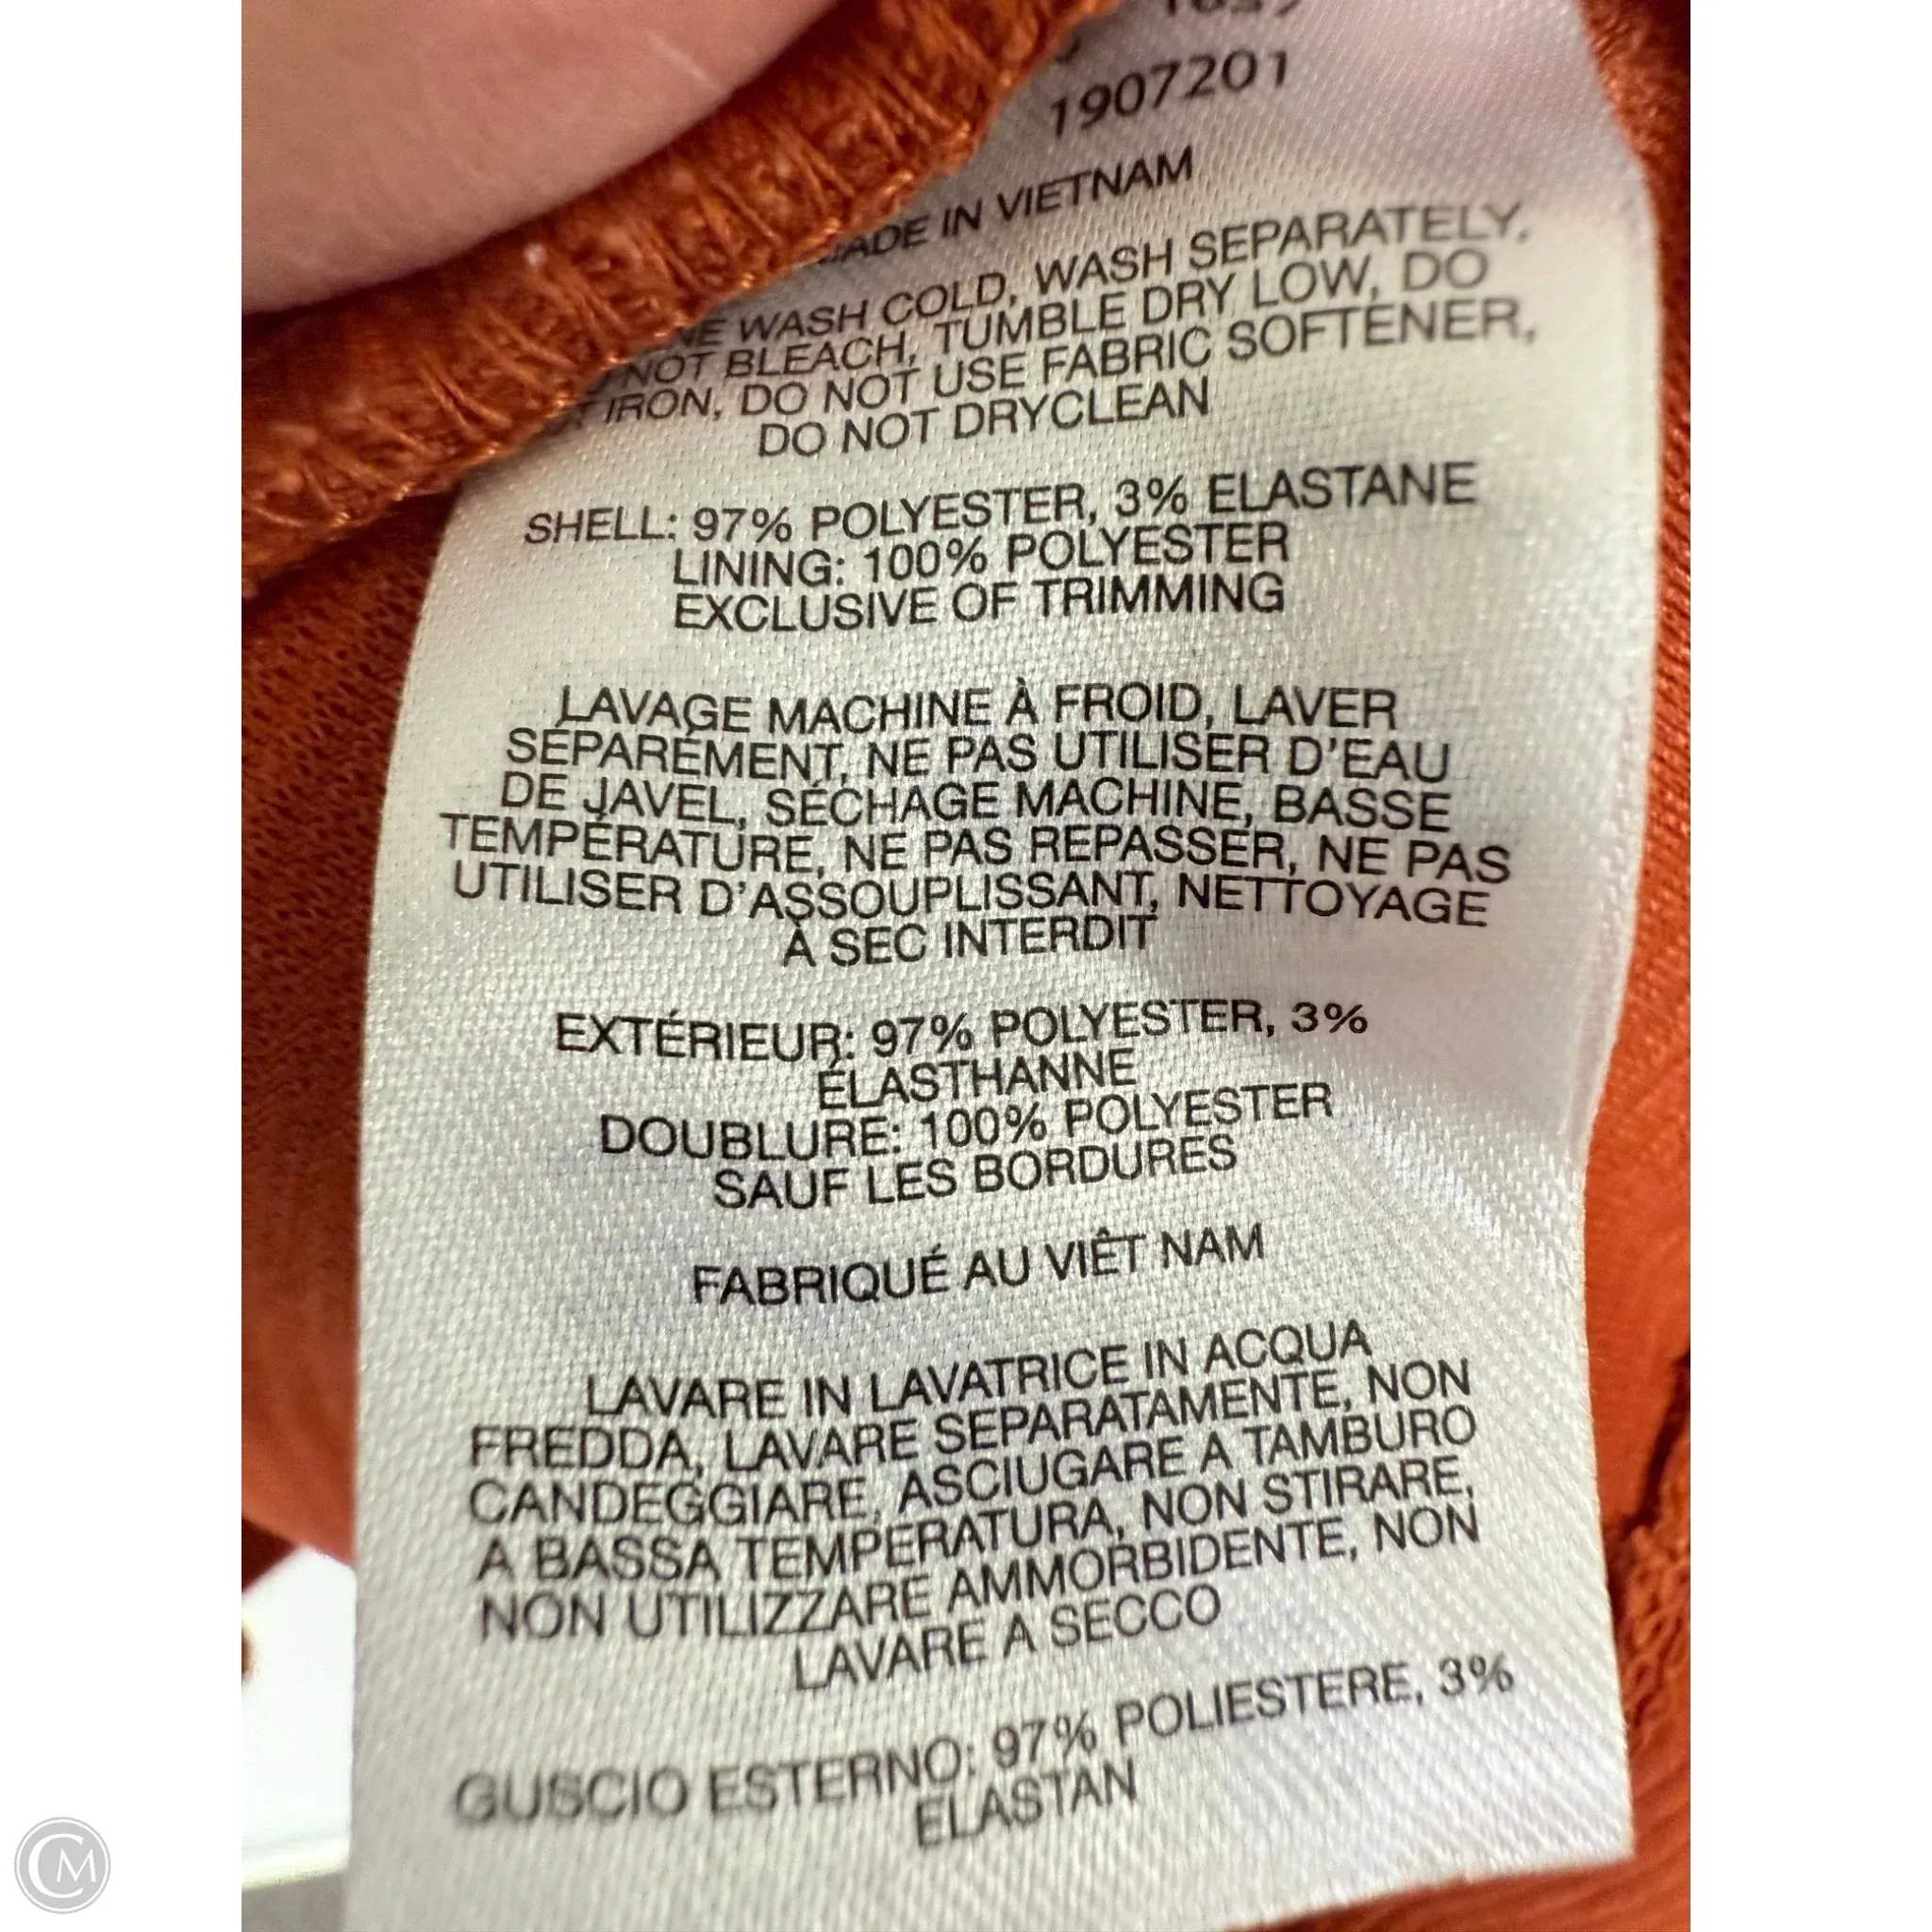 1907201
IN VIETNAM
WASH COLD, WASH SEPARATELY,
NOT BLEACH, TUMBLE DRY LOW, DO
IRON, DO NOT USE FABRIC SOFTENER,
DO NOT DRYCLEAN
SHELL: 97% POLYESTER, 3% ELASTANE
LINING: 100% POLYESTER
EXCLUSIVE OF TRIMMING
LAVAGE MACHINE À FROID, LAVER
SÉPARÉMENT, NE PAS UTILISER D'EAU
DE JAVEL, SÉCHAGE MACHINE, BASSE
TEMPÉRATURE, NE PAS REPASSER, NE PAS
UTILISER D'ASSOUPLISSANT, NETTOYAGE
À SEC INTERDIT
EXTÉRIEUR: 97% POLYESTER, 3%
ÉLASTHANNE
DOUBLURE: 100% POLYESTER
SAUF LES BORDURES
FABRIQUÉ AU VIÊT NAM
LAVARE IN LAVATRICE IN ACQUA
FREDDA, LAVARE SEPARATAMENTE, NON
CANDEGGIARE, ASCIUGARE A TAMBURO
A BASSA TEMPERATURA, NON STIRARE,
NON UTILIZZARE AMMORBIDENTE, NON
LAVARE A SECCO
GUSCIO ESTERNO: 97% POLIESTERE, 3%
ELASTAN
CM